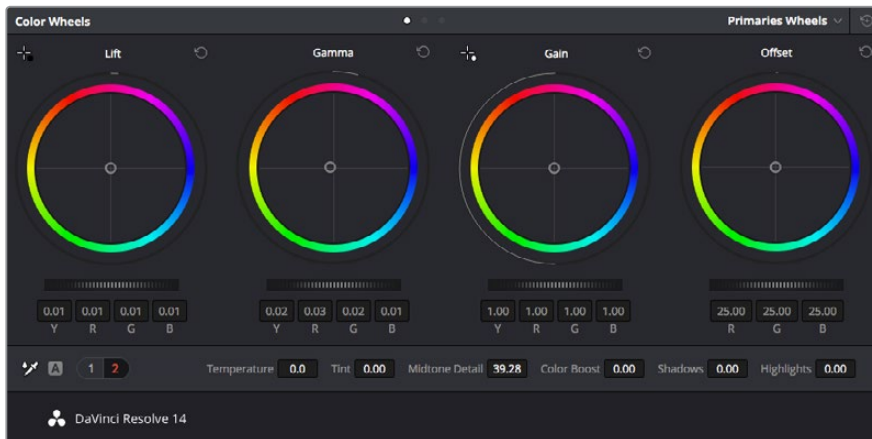 Color Wheels Primaries Wheels
Lift Gamma Gain Offset
0.01 0.01 0.01 0.01 0.02 0.03 0.02 0.01 1.00 1.00 1.00 1.00 25.00 25.00 25.00
Y R G B Y R G B Y R G B R G B
A 1 2 Temperature 0.0 Tint 0.00 Midtone Detail 39.28 Color Boost 0.00 Shadows 0.00 Highlights 0.00
DaVinci Resolve 14